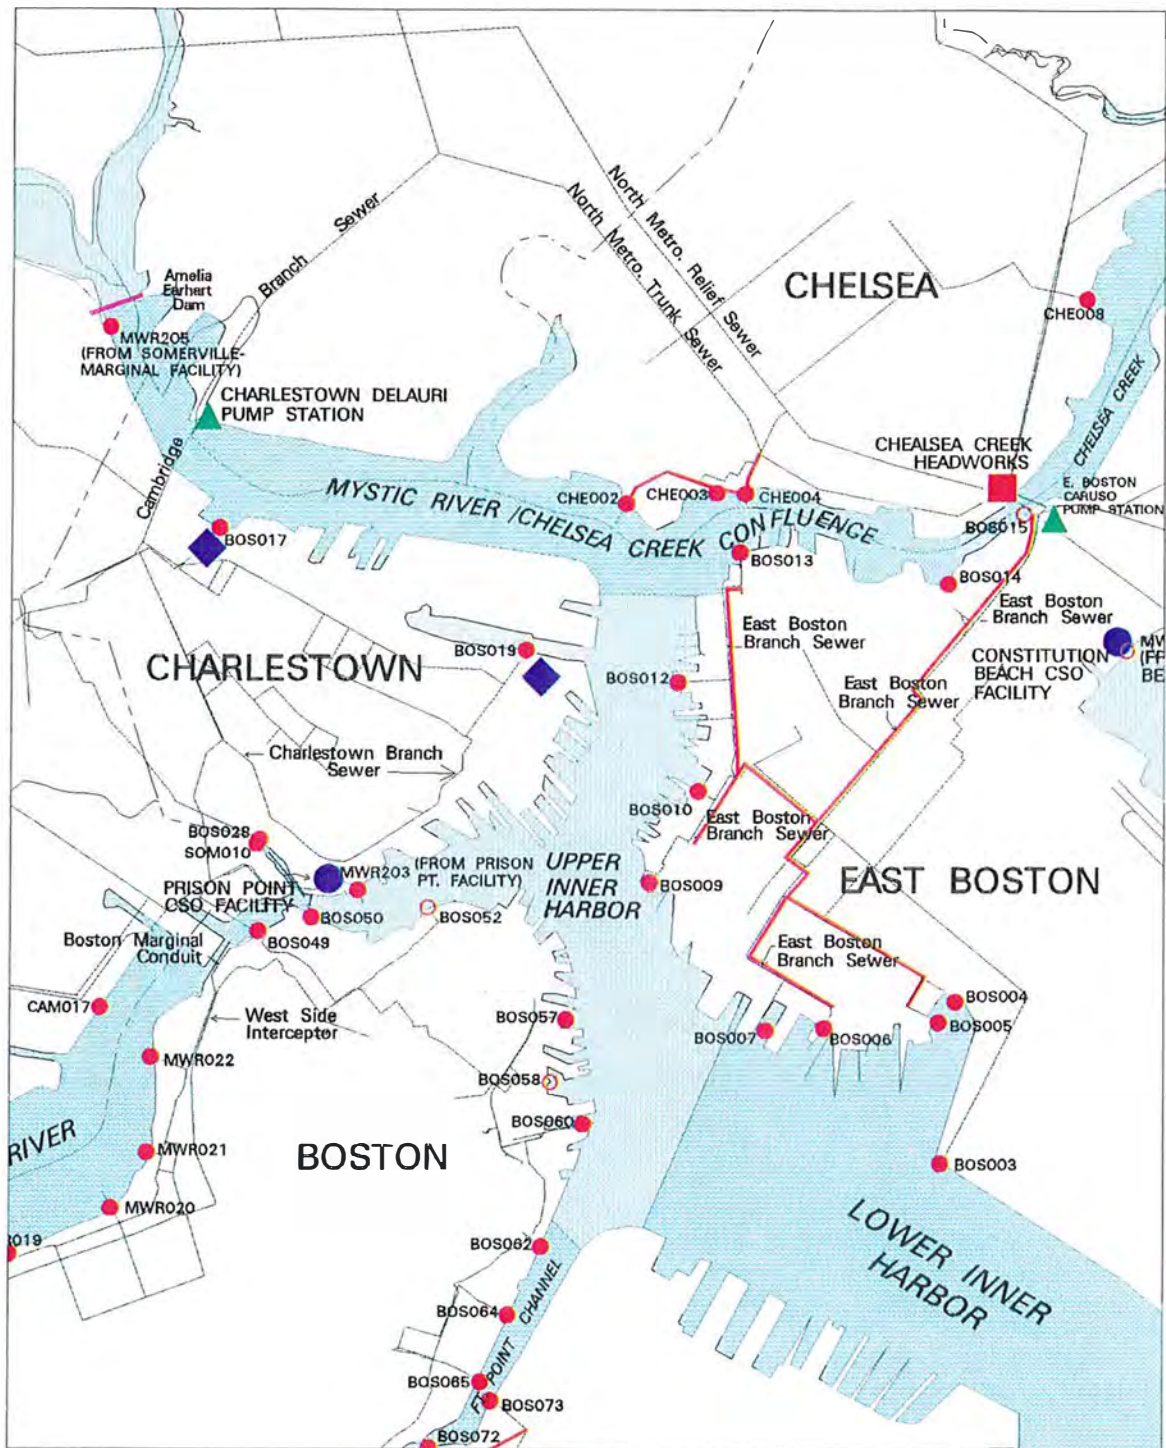 Sewer
Branch
North Metro. Relief Sewer
North Metro. Trunk Sewer
CHELSEA
Amelia
Earhart
Dam
CHE008
MWR205
(FROM SOMERVILLE-
MARGINAL FACILITY)
CHELSEA CREEK
CHARLESTOWN DELAURI
PUMP STATION
Cambridge
CHEALSEA CREEK
HEADWORKS
E. BOSTON
CARUSO
PUMP STATION
MYSTIC RIVER /CHELSEA CREEK CONFLUENCE
CHE002
CHE003
CHE004
BOS015
BOS017
BOS013
BOS014
East Boston
Branch Sewer
East Boston
Branch Sewer
BOS019
CHARLESTOWN
CONSTITUTION
BEACH CSO
FACILITY
MW
(FF
BE
BOS012
East Boston
Branch Sewer
Charlestown Branch
Sewer
BOS010
East Boston
Branch Sewer
BOS028
SOM010
MWR203
(FROM PRISON
PT. FACILITY)
UPPER
INNER
HARBOR
PRISON POINT
CSO FACILITY
BOS009
EAST BOSTON
BOS050
BOS052
BOS049
Boston Marginal
Conduit
East Boston
Branch Sewer
CAM017
West Side
Interceptor
BOS057
BOS004
BOS005
BOS007
BOS006
MWR022
BOS058
BOS060
RIVER
MWR021
BOSTON
BOS003
MWR020
R019
LOWER INNER
HARBOR
BOS062
BOS064
POINT CHANNEL
BOS065
BOS073
BOS072